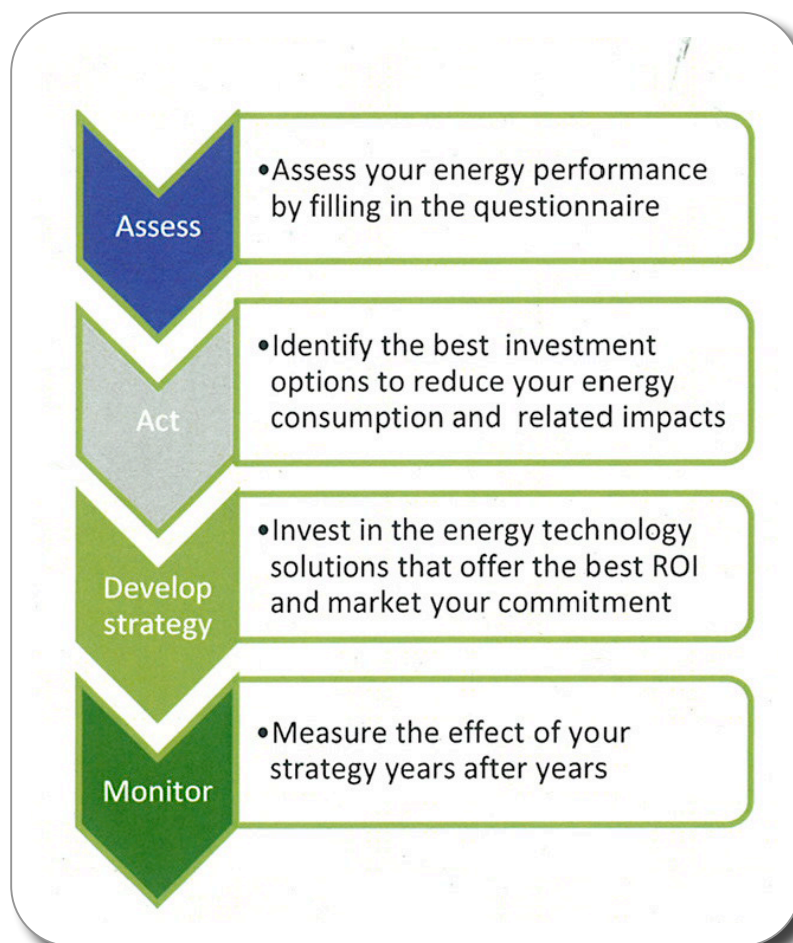 Assess
•Assess your energy performance
by filling in the questionnaire
Act
•Identify the best investment
options to reduce your energy
consumption and related impacts
Develop
strategy
•Invest in the energy technology
solutions that offer the best ROI
and market your commitment
Monitor
•Measure the effect of your
strategy years after years